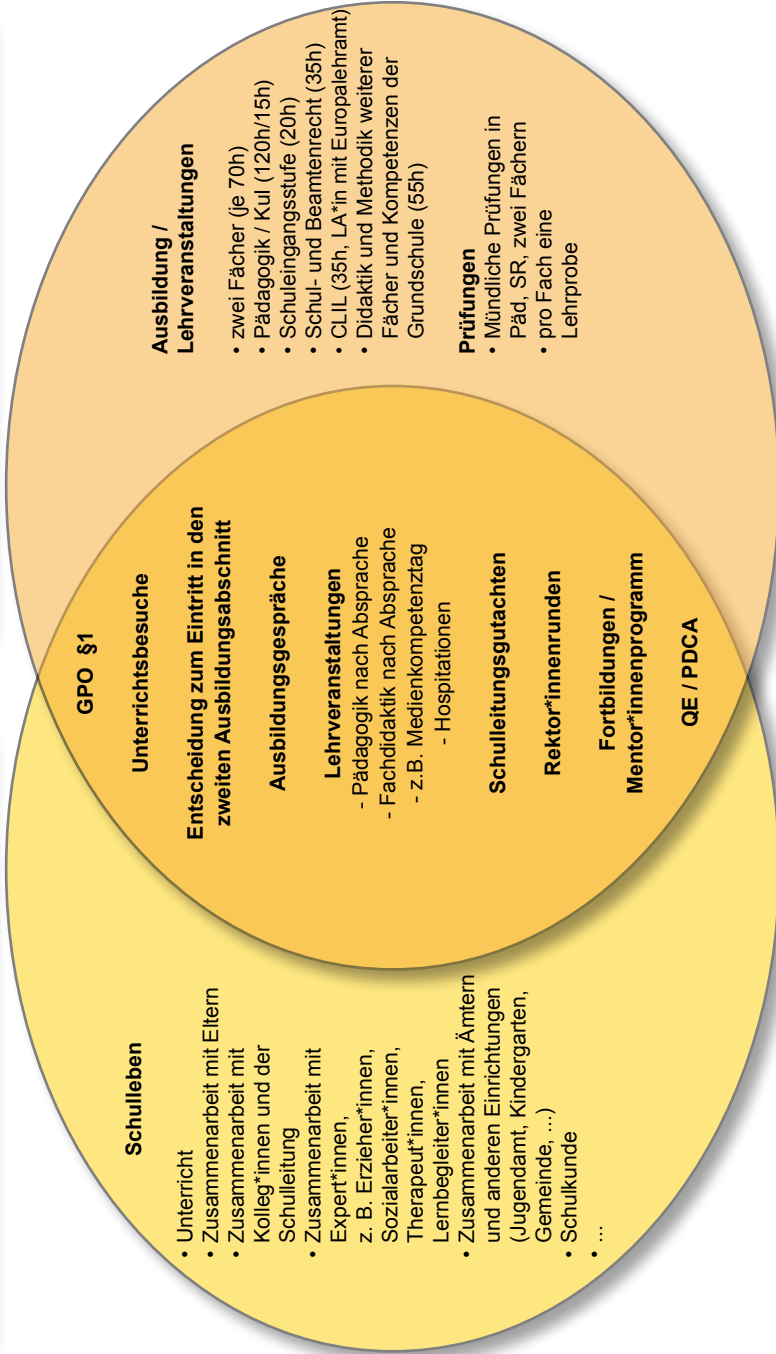 Schulleben
• Unterricht
• Zusammenarbeit mit Eltern
• Zusammenarbeit mit
Kolleg*innen und der
Schulleitung
• Zusammenarbeit mit
Expert*innen,
z. B. Erzieher*innen,
Sozialarbeiter*innen,
Therapeut*innen,
Lernbegleiter*innen
• Zusammenarbeit mit Ämtern
und anderen Einrichtungen
(Jugendamt, Kindergarten,
Gemeinde, ...)
• Schulkunde
• ...
GPO §1
Unterrichtsbesuche
Entscheidung zum Eintritt in den
zweiten Ausbildungsabschnitt
Ausbildungsgespräche
Lehrveranstaltungen
- Pädagogik nach Absprache
- Fachdidaktik nach Absprache
- z.B. Medienkompetenztag
- Hospitationen
Schulleitungsgutachten
Rektor*innenrunden
Fortbildungen /
Mentor*innenprogramm
QE / PDCA
Ausbildung /
Lehrveranstaltungen
• zwei Fächer (je 70h)
• Pädagogik / KuI (120h/15h)
• Schuleingangsstufe (20h)
• Schul- und Beamtenrecht (35h)
• CLIL (35h, LA*in mit Europalehramt)
• Didaktik und Methodik weiterer
Fächer und Kompetenzen der
Grundschule (55h)
Prüfungen
• Mündliche Prüfungen in
Päd, SR, zwei Fächern
• pro Fach eine
Lehrprobe